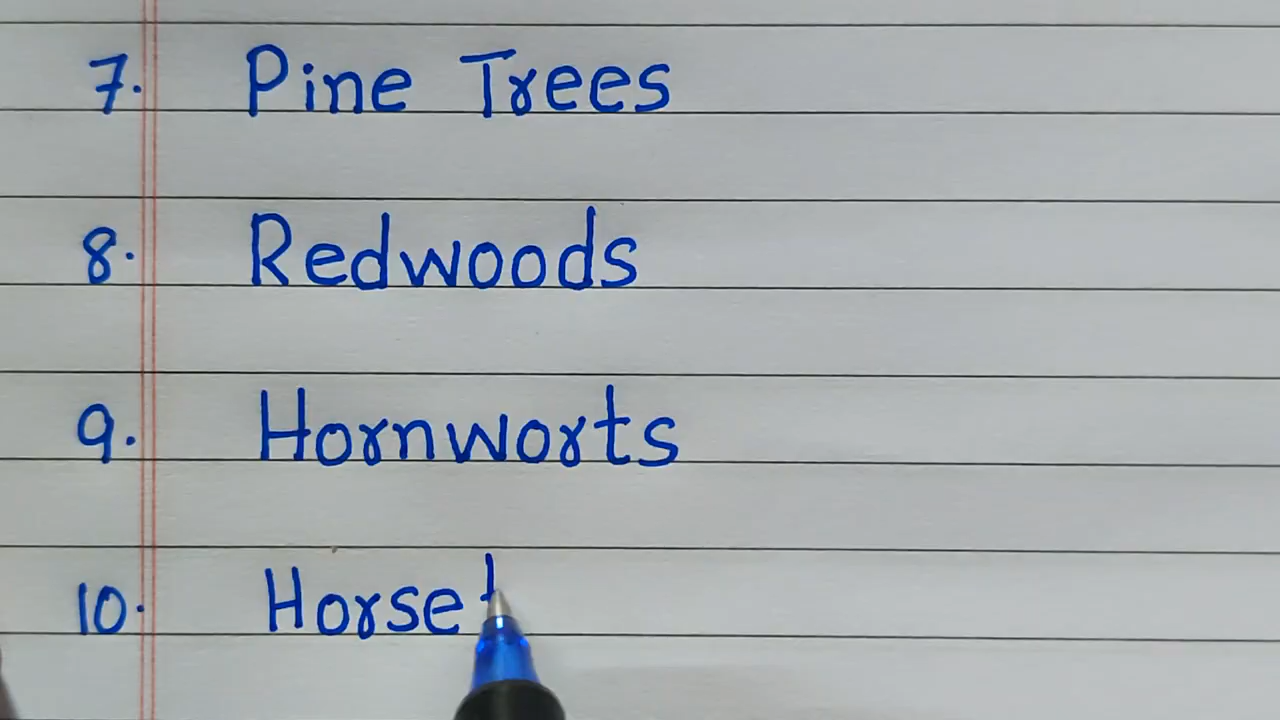 7. Pine Trees
8. Redwoods
9. Hornworts
10. Horse